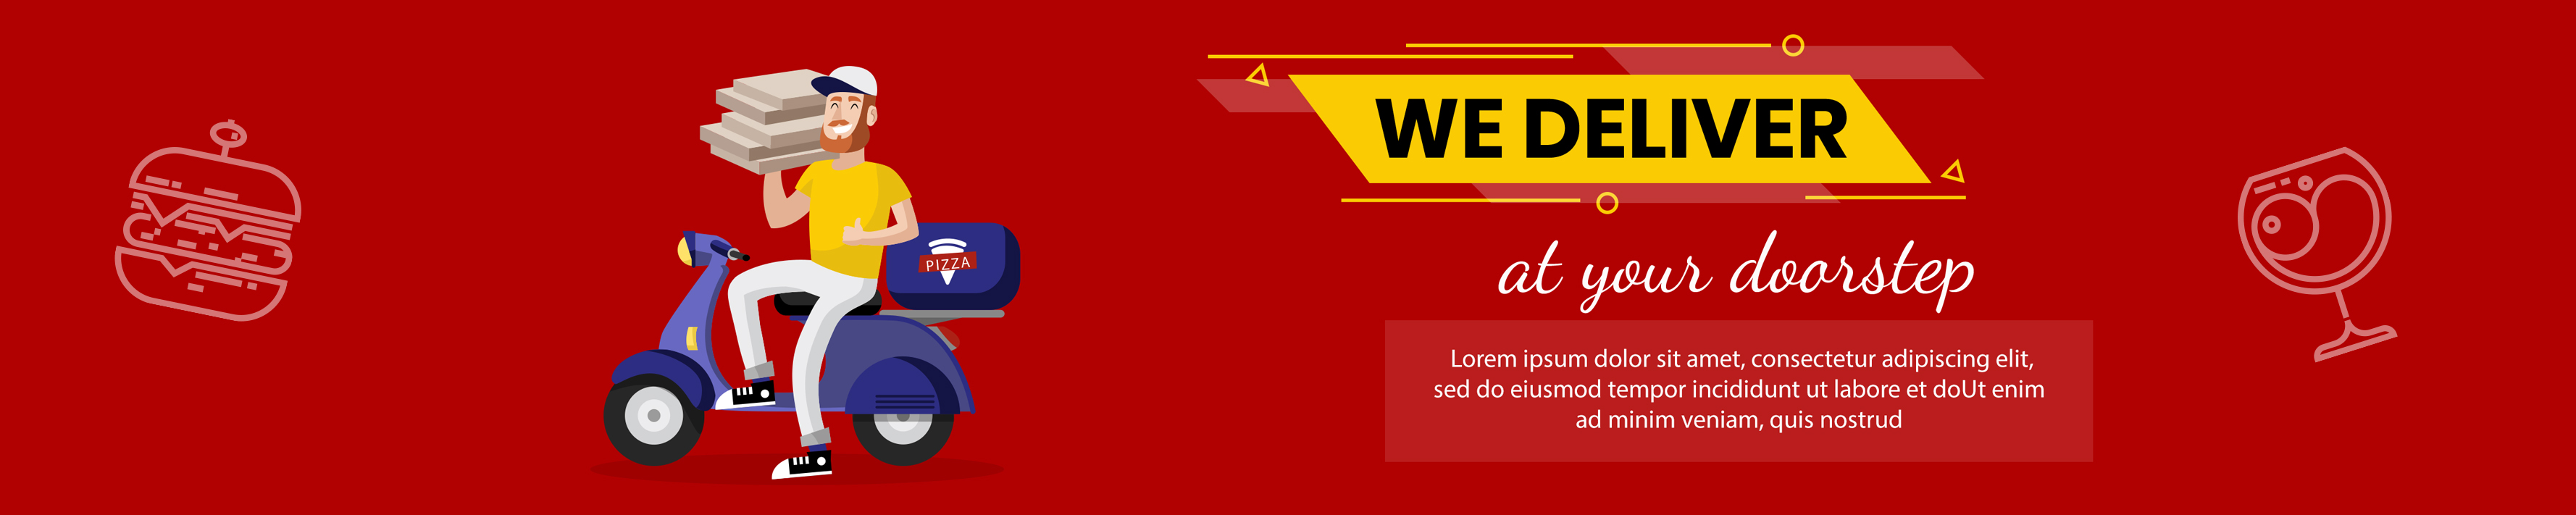 PIZZA
WE DELIVER
at your doorstep
Lorem ipsum dolor sit amet, consectetur adipiscing elit,
sed do eiusmod tempor incididunt ut labore et doUt enim
ad minim veniam, quis nostrud